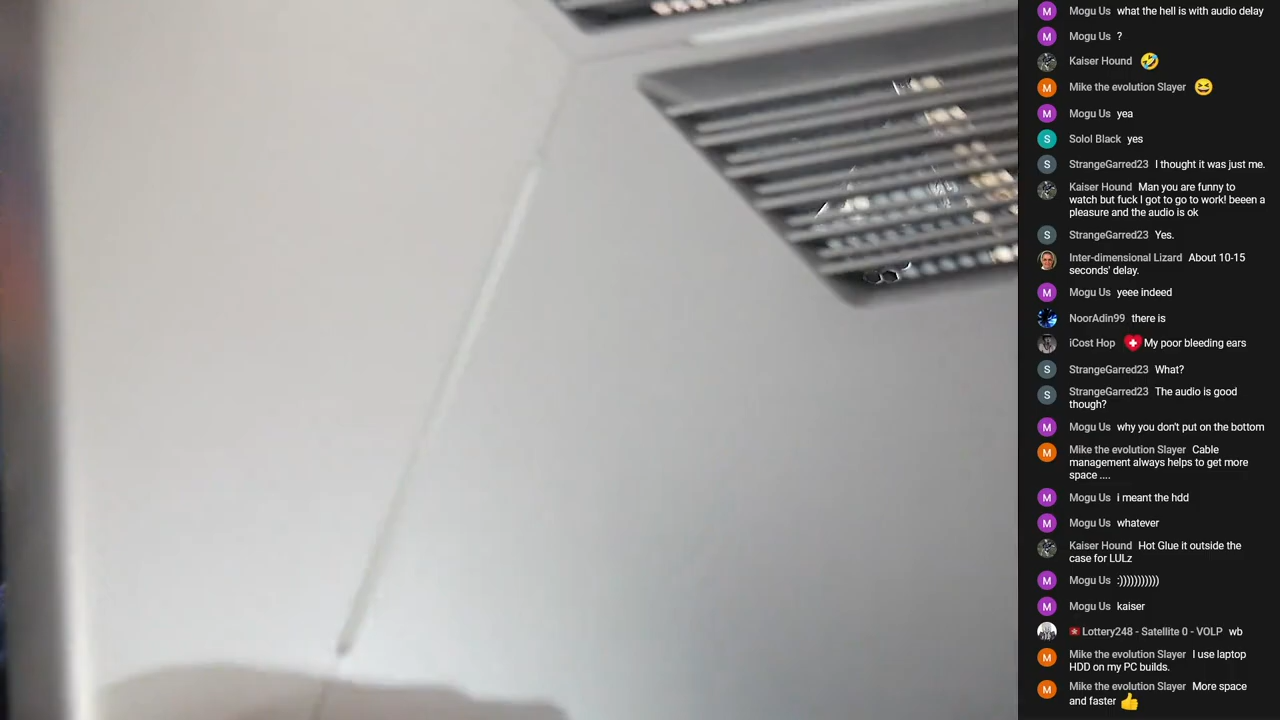 M Mogu Us what the hell is with audio delay
M Mogu Us ?
Kaiser Hound 🤣
M Mike the evolution Slayer 😆
M Mogu Us yea
S Solol Black yes
S StrangeGarred23 I thought it was just me.
Kaiser Hound Man you are funny to
watch but fuck I got to go to work! beeen a
pleasure and the audio is ok
S StrangeGarred23 Yes.
Inter-dimensional Lizard About 10-15
seconds' delay.
M Mogu Us yeee indeed
NoorAdin99 there is
iCost Hop My poor bleeding ears
S StrangeGarred23 What?
S StrangeGarred23 The audio is good
though?
M Mogu Us why you don't put on the bottom
M Mike the evolution Slayer Cable
management always helps to get more
space ....
M Mogu Us i meant the hdd
M Mogu Us whatever
Kaiser Hound Hot Glue it outside the
case for LULz
M Mogu Us :)))))))))))
M Mogu Us kaiser
🇭🇰 Lottery248 - Satellite 0 - VOLP wb
M Mike the evolution Slayer I use laptop
HDD on my PC builds.
M Mike the evolution Slayer More space
and faster 👍